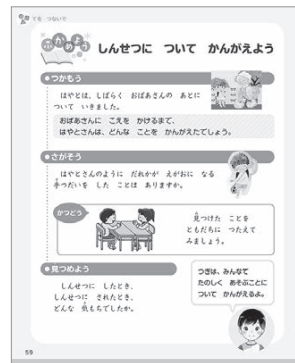 てを つないで
ふかめよう
しんせつに ついて かんがえよう
つかもう
はやとは、しばらく おばあさんの あとに
ついて いきました。
おばあさんに こえを かけるまで、
はやとさんは、どんな ことを かんがえたでしょう。
さがそう
はやとさんのように だれかが えがおに なる
手つだいを した ことは ありますか。
かつどう
見つけた ことを
ともだちに つたえて
みましょう。
見つめよう
しんせつに したとき、
しんせつに されたとき、
どんな 気もちでしたか。
つぎは、みんなで
たのしく あそぶことに
ついて かんがえるよ。
59